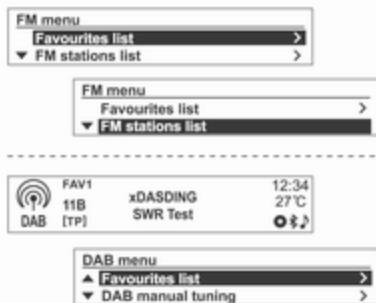 FM menu
Favourites list
FM stations list
FM menu
Favourites list
FM stations list
FAV1 xDASDING 12:34
11B SWR Test 27°C
DAB [TP]
DAB menu
Favourites list
DAB manual tuning